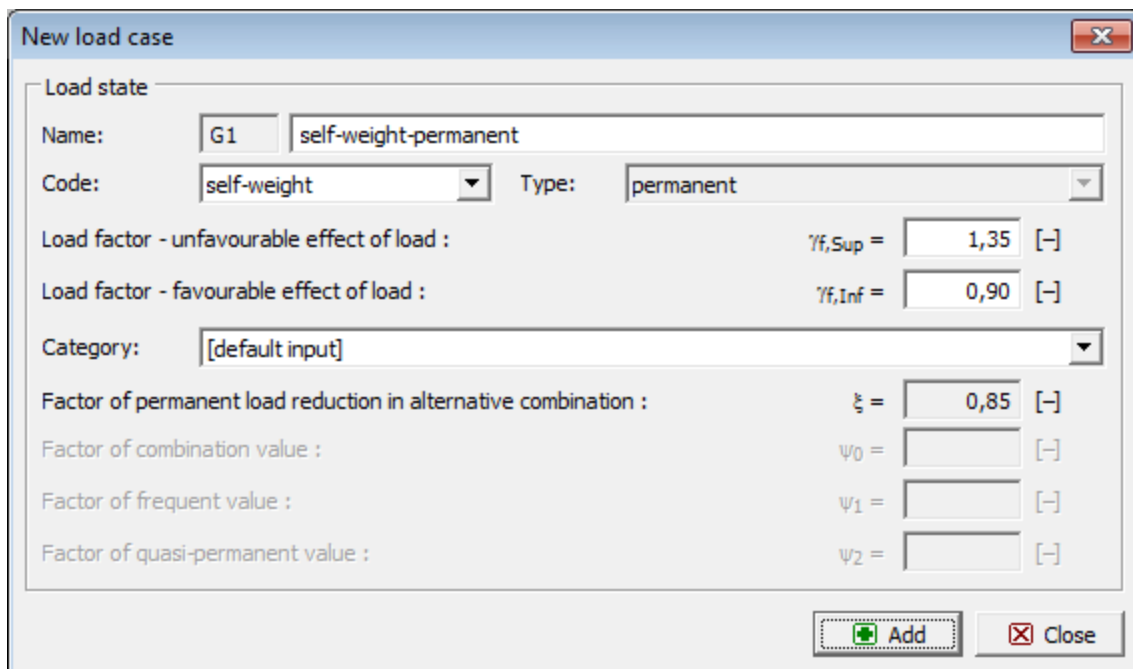 New load case
Load state
Name: G1 self-weight-permanent
Code: self-weight Type: permanent
Load factor - unfavourable effect of load : γf,Sup = 1,35 [–]
Load factor - favourable effect of load : γf,Inf = 0,90 [–]
Category: [default input]
Factor of permanent load reduction in alternative combination : ξ = 0,85 [–]
Factor of combination value : ψ0 = [–]
Factor of frequent value : ψ1 = [–]
Factor of quasi-permanent value : ψ2 = [–]
Add Close